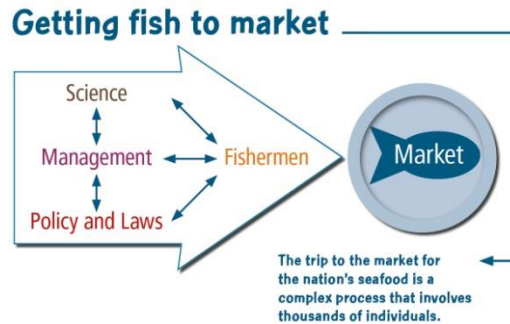 Getting fish to market
Science
Management
Fishermen
Policy and Laws
Market
The trip to the market for
the nation's seafood is a
complex process that involves
thousands of individuals.